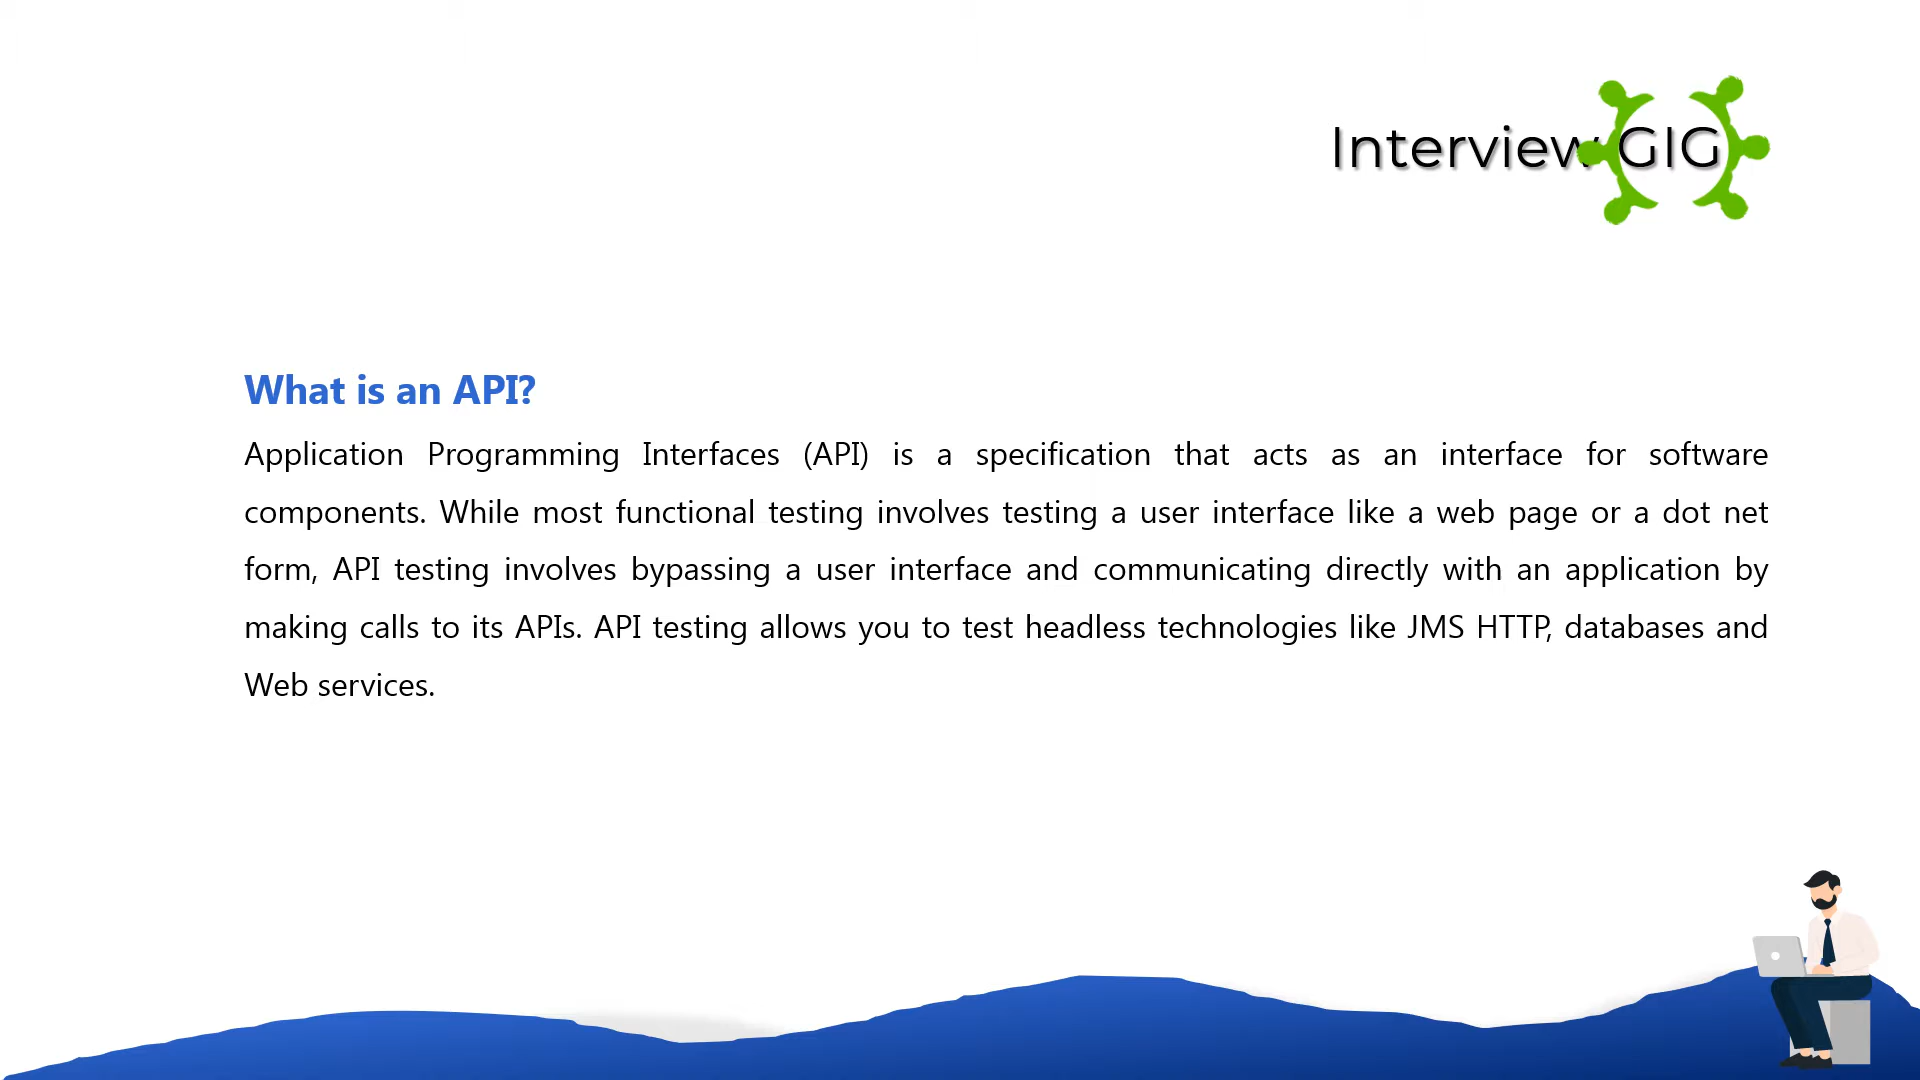 Interview GIG
What is an API?
Application Programming Interfaces (API) is a specification that acts as an interface for software
components. While most functional testing involves testing a user interface like a web page or a dot net
form, API testing involves bypassing a user interface and communicating directly with an application by
making calls to its APIs. API testing allows you to test headless technologies like JMS HTTP, databases and
Web services.